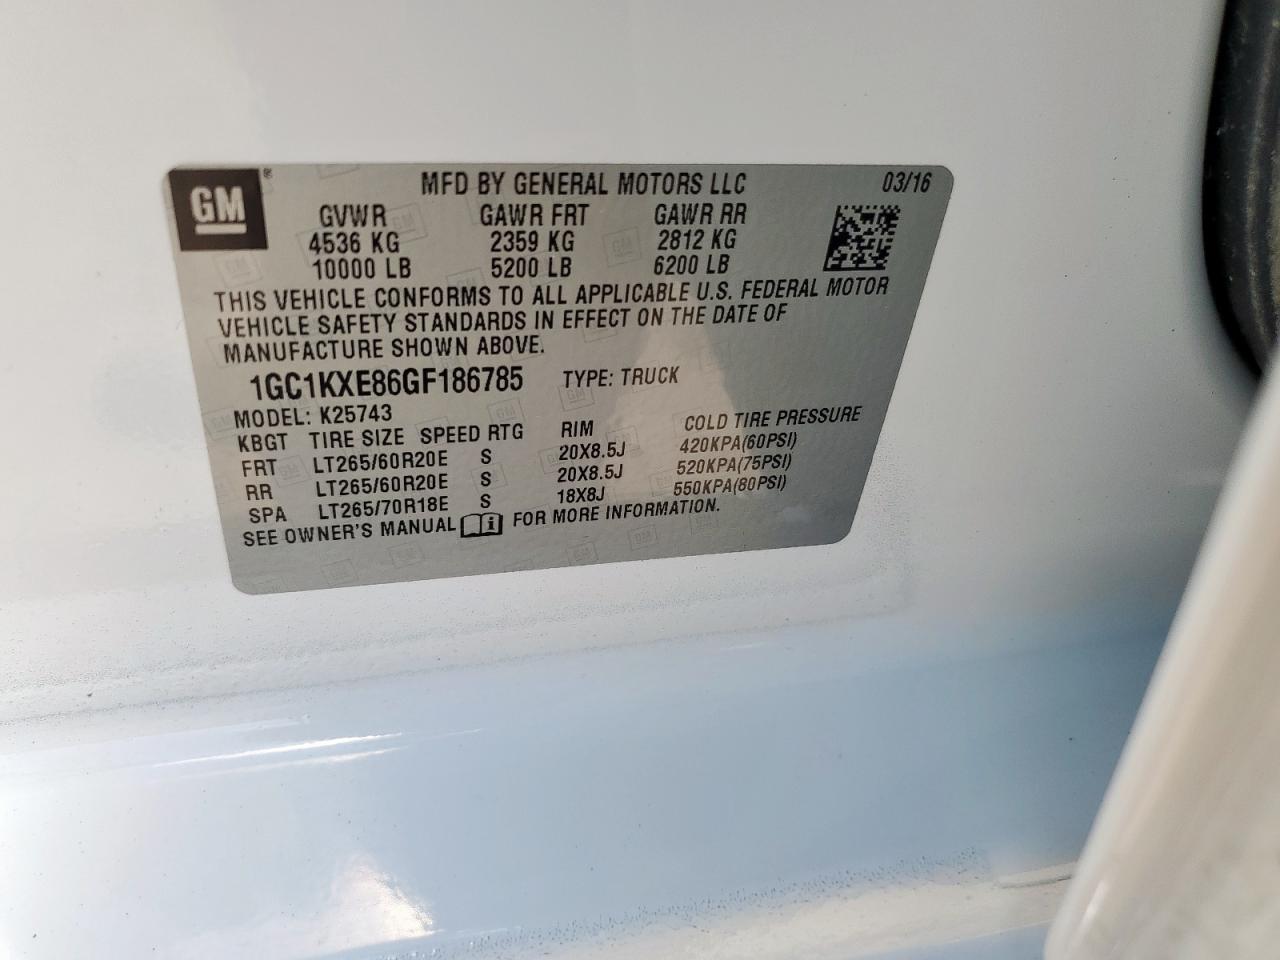 GM ®
MFD BY GENERAL MOTORS LLC 03/16
GVWR GAWR FRT GAWR RR
4536 KG 2359 KG 2812 KG
10000 LB 5200 LB 6200 LB
THIS VEHICLE CONFORMS TO ALL APPLICABLE U.S. FEDERAL MOTOR
VEHICLE SAFETY STANDARDS IN EFFECT ON THE DATE OF
MANUFACTURE SHOWN ABOVE.
1GC1KXE86GF186785 TYPE: TRUCK
MODEL: K25743
KBGT TIRE SIZE SPEED RTG RIM COLD TIRE PRESSURE
FRT LT265/60R20E S 20X8.5J 420KPA(60PSI)
RR LT265/60R20E S 20X8.5J 520KPA(75PSI)
SPA LT265/70R18E S 18X8J 550KPA(80PSI)
SEE OWNER'S MANUAL FOR MORE INFORMATION.